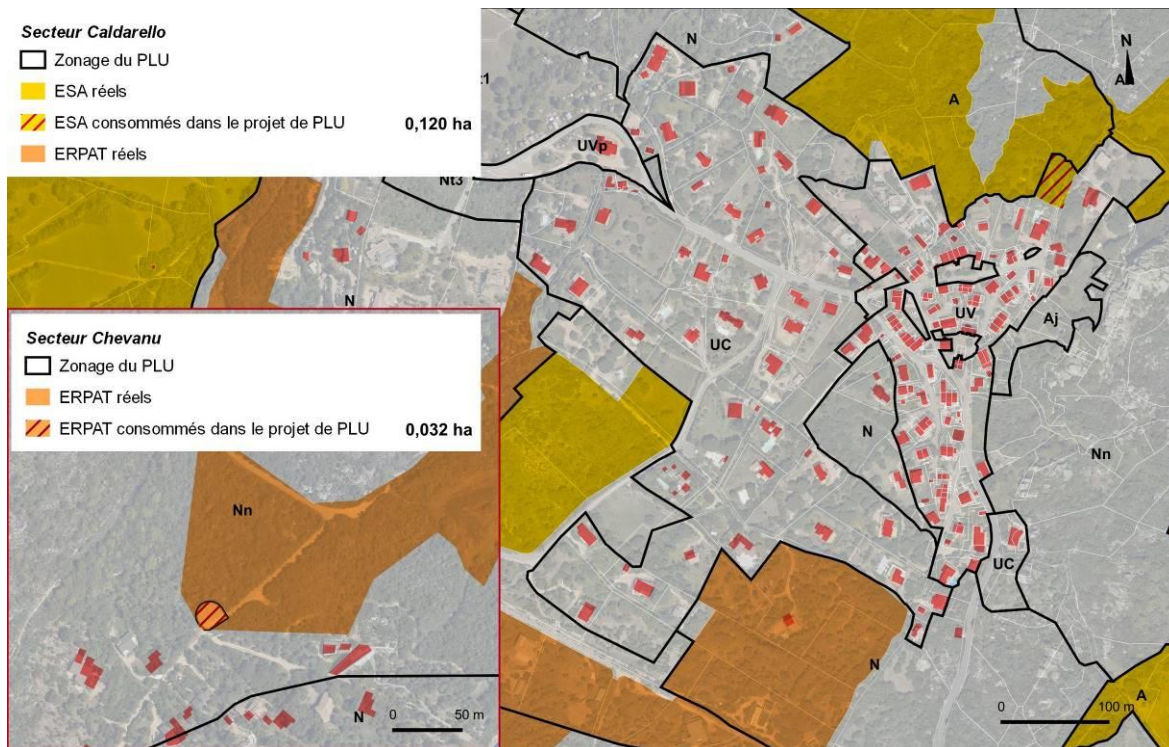 Secteur Caldarello
Zonage du PLU
ESA réels
ESA consommés dans le projet de PLU 0,120 ha
ERPAT réels
Secteur Chevanu
Zonage du PLU
ERPAT réels
ERPAT consommés dans le projet de PLU 0,032 ha
N
N
A
A
UVp
Nt3
N
UV
Aj
UC
N
Nn
Nn
UC
N
A
N
0 50 m
0 100 m